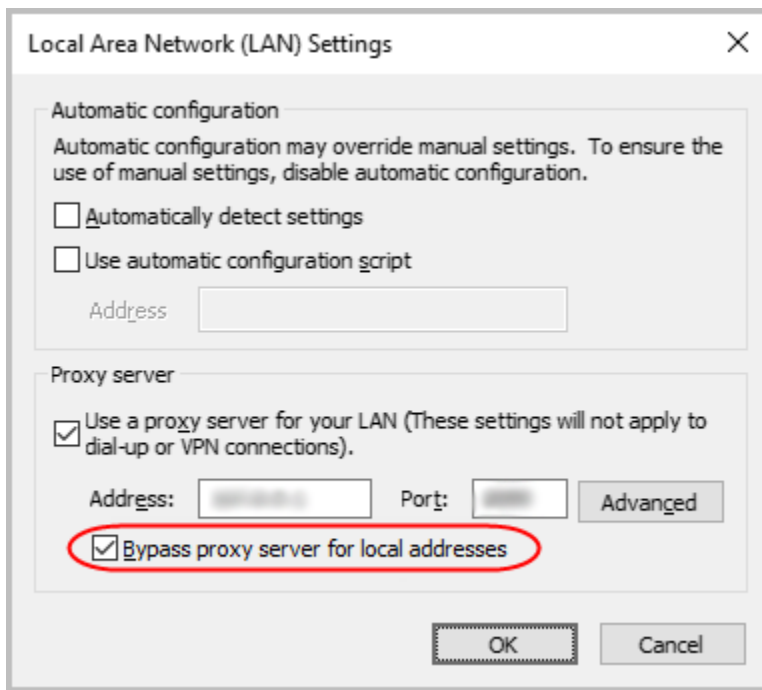 Local Area Network (LAN) Settings
Automatic configuration
Automatic configuration may override manual settings. To ensure the
use of manual settings, disable automatic configuration.
Automatically detect settings
Use automatic configuration script
Address
Proxy server
Use a proxy server for your LAN (These settings will not apply to
dial-up or VPN connections).
Address: Port: Advanced
Bypass proxy server for local addresses
OK Cancel